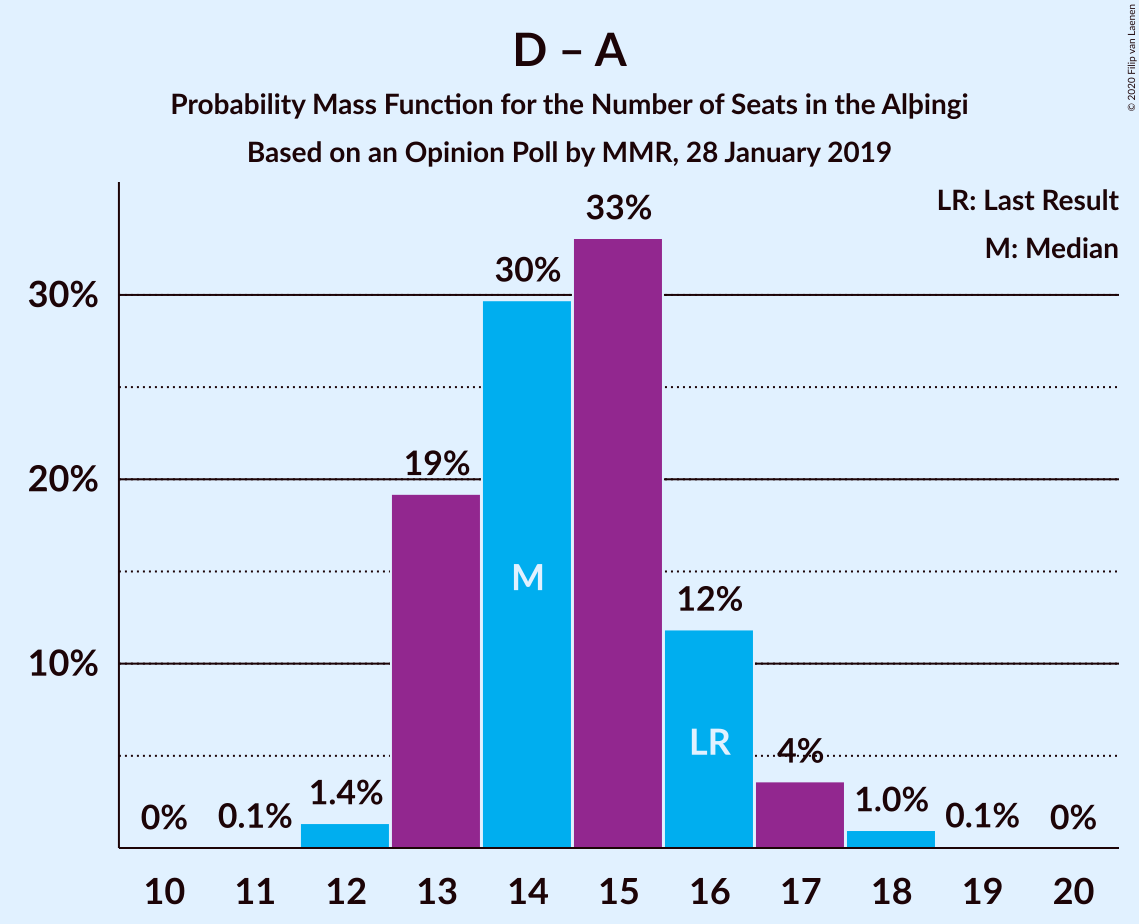 D – A
Probability Mass Function for the Number of Seats in the Alþingi
Based on an Opinion Poll by MMR, 28 January 2019
© 2020 Filip van Laenen
LR: Last Result
M: Median
33%
30%
30%
19%
20%
M
12%
10%
LR
4%
0%
0.1%
1.4%
1.0%
0.1%
0%
10 11 12 13 14 15 16 17 18 19 20